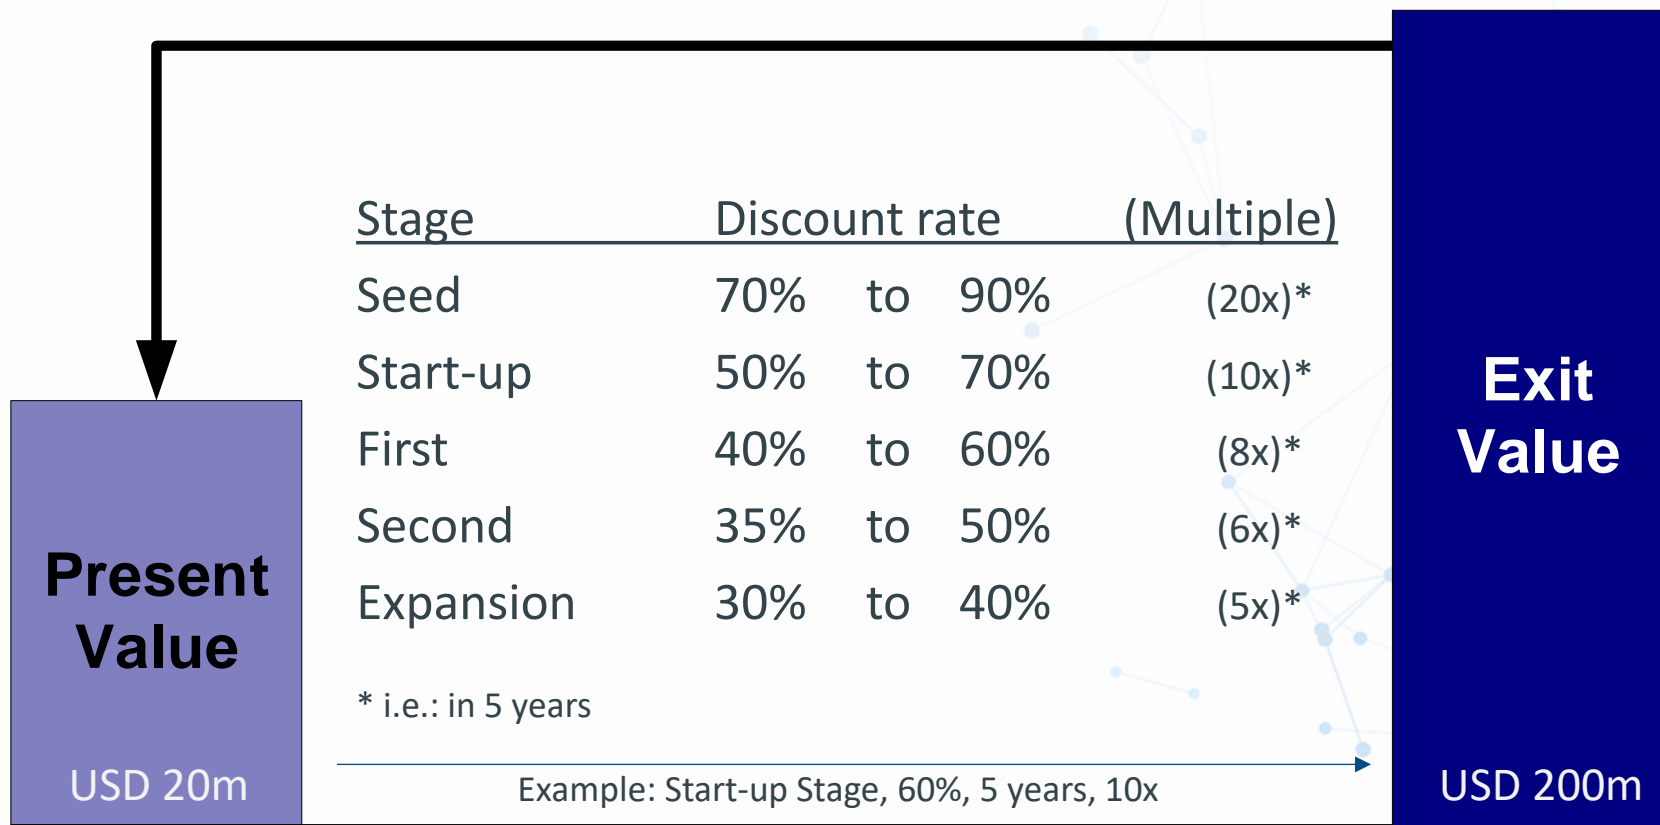 Stage Discount rate (Multiple)
Seed 70% to 90% (20x)*
Start-up 50% to 70% (10x)*
First 40% to 60% (8x)*
Second 35% to 50% (6x)*
Expansion 30% to 40% (5x)*
* i.e.: in 5 years
Example: Start-up Stage, 60%, 5 years, 10x
Present
Value
USD 20m
Exit
Value
USD 200m